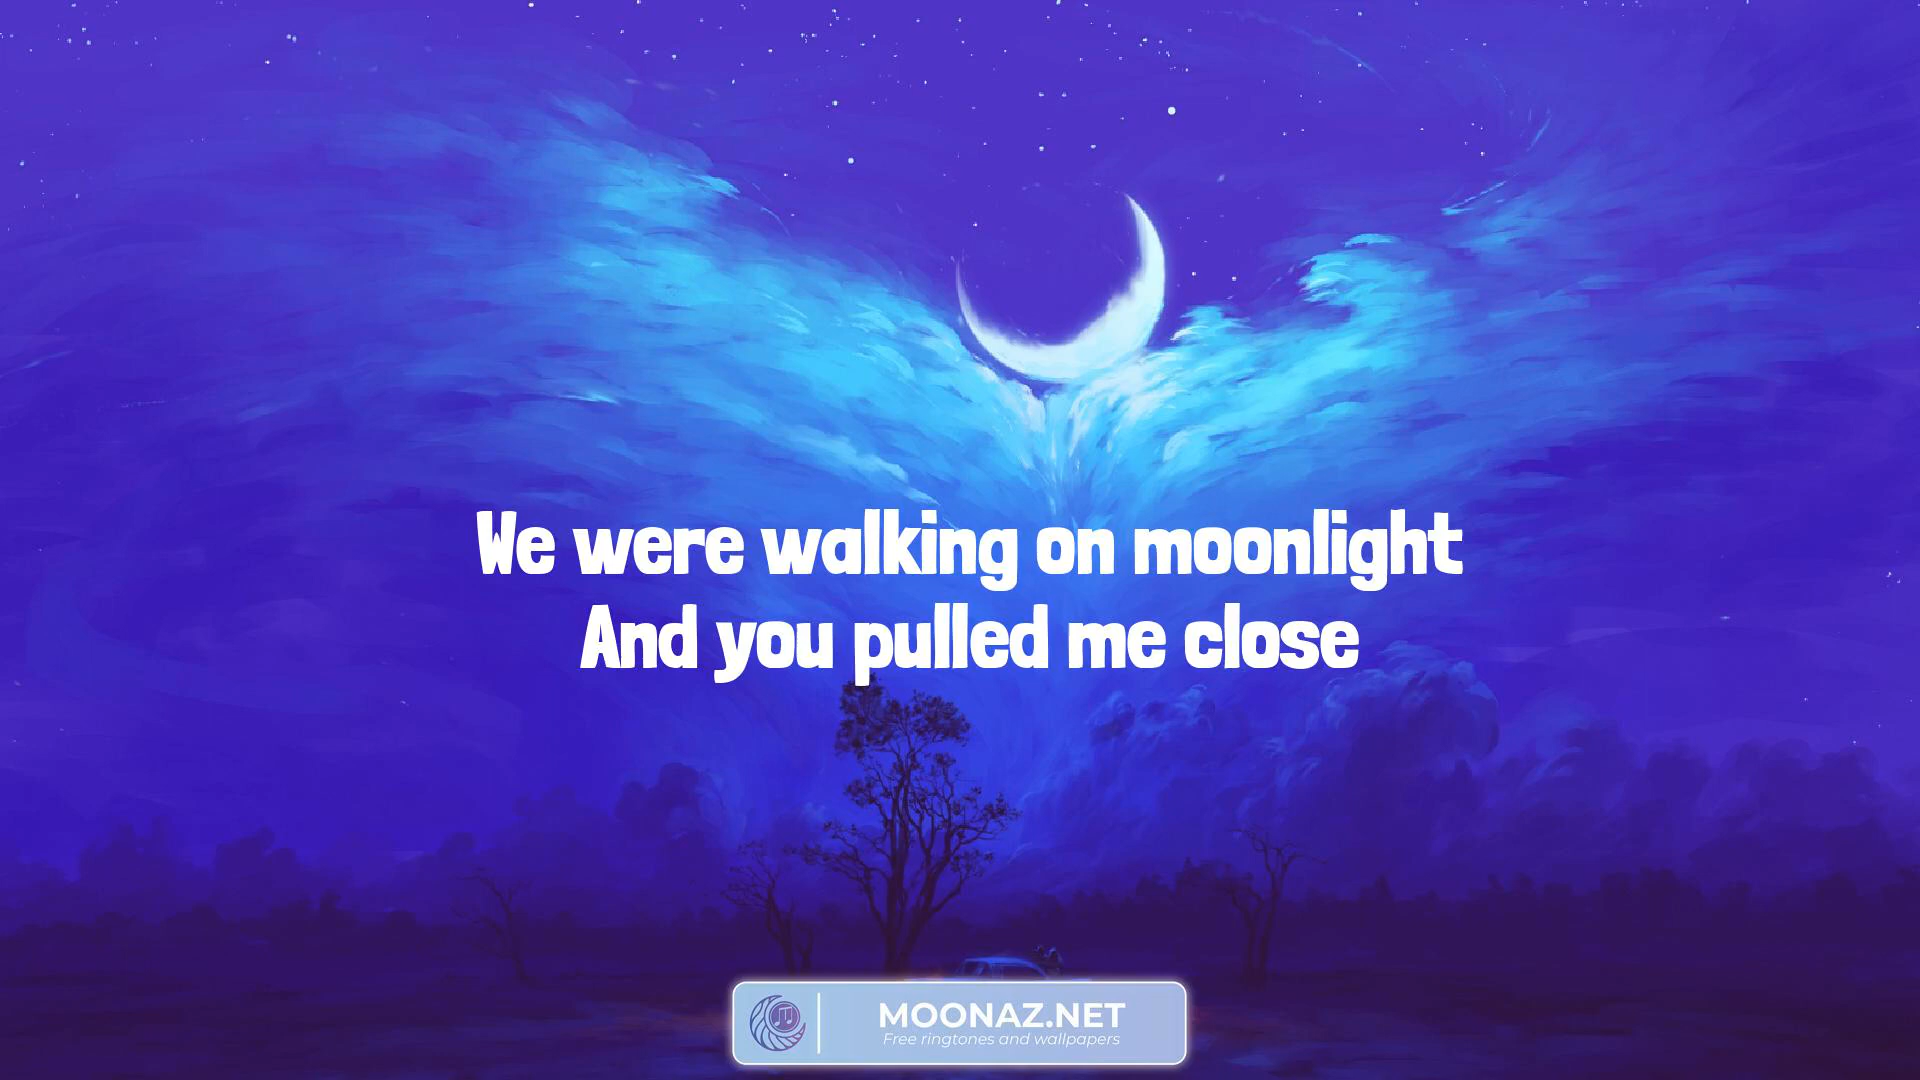 We were walking on moonlight
And you pulled me close
MOONAZ.NET
Free ringtones and wallpapers